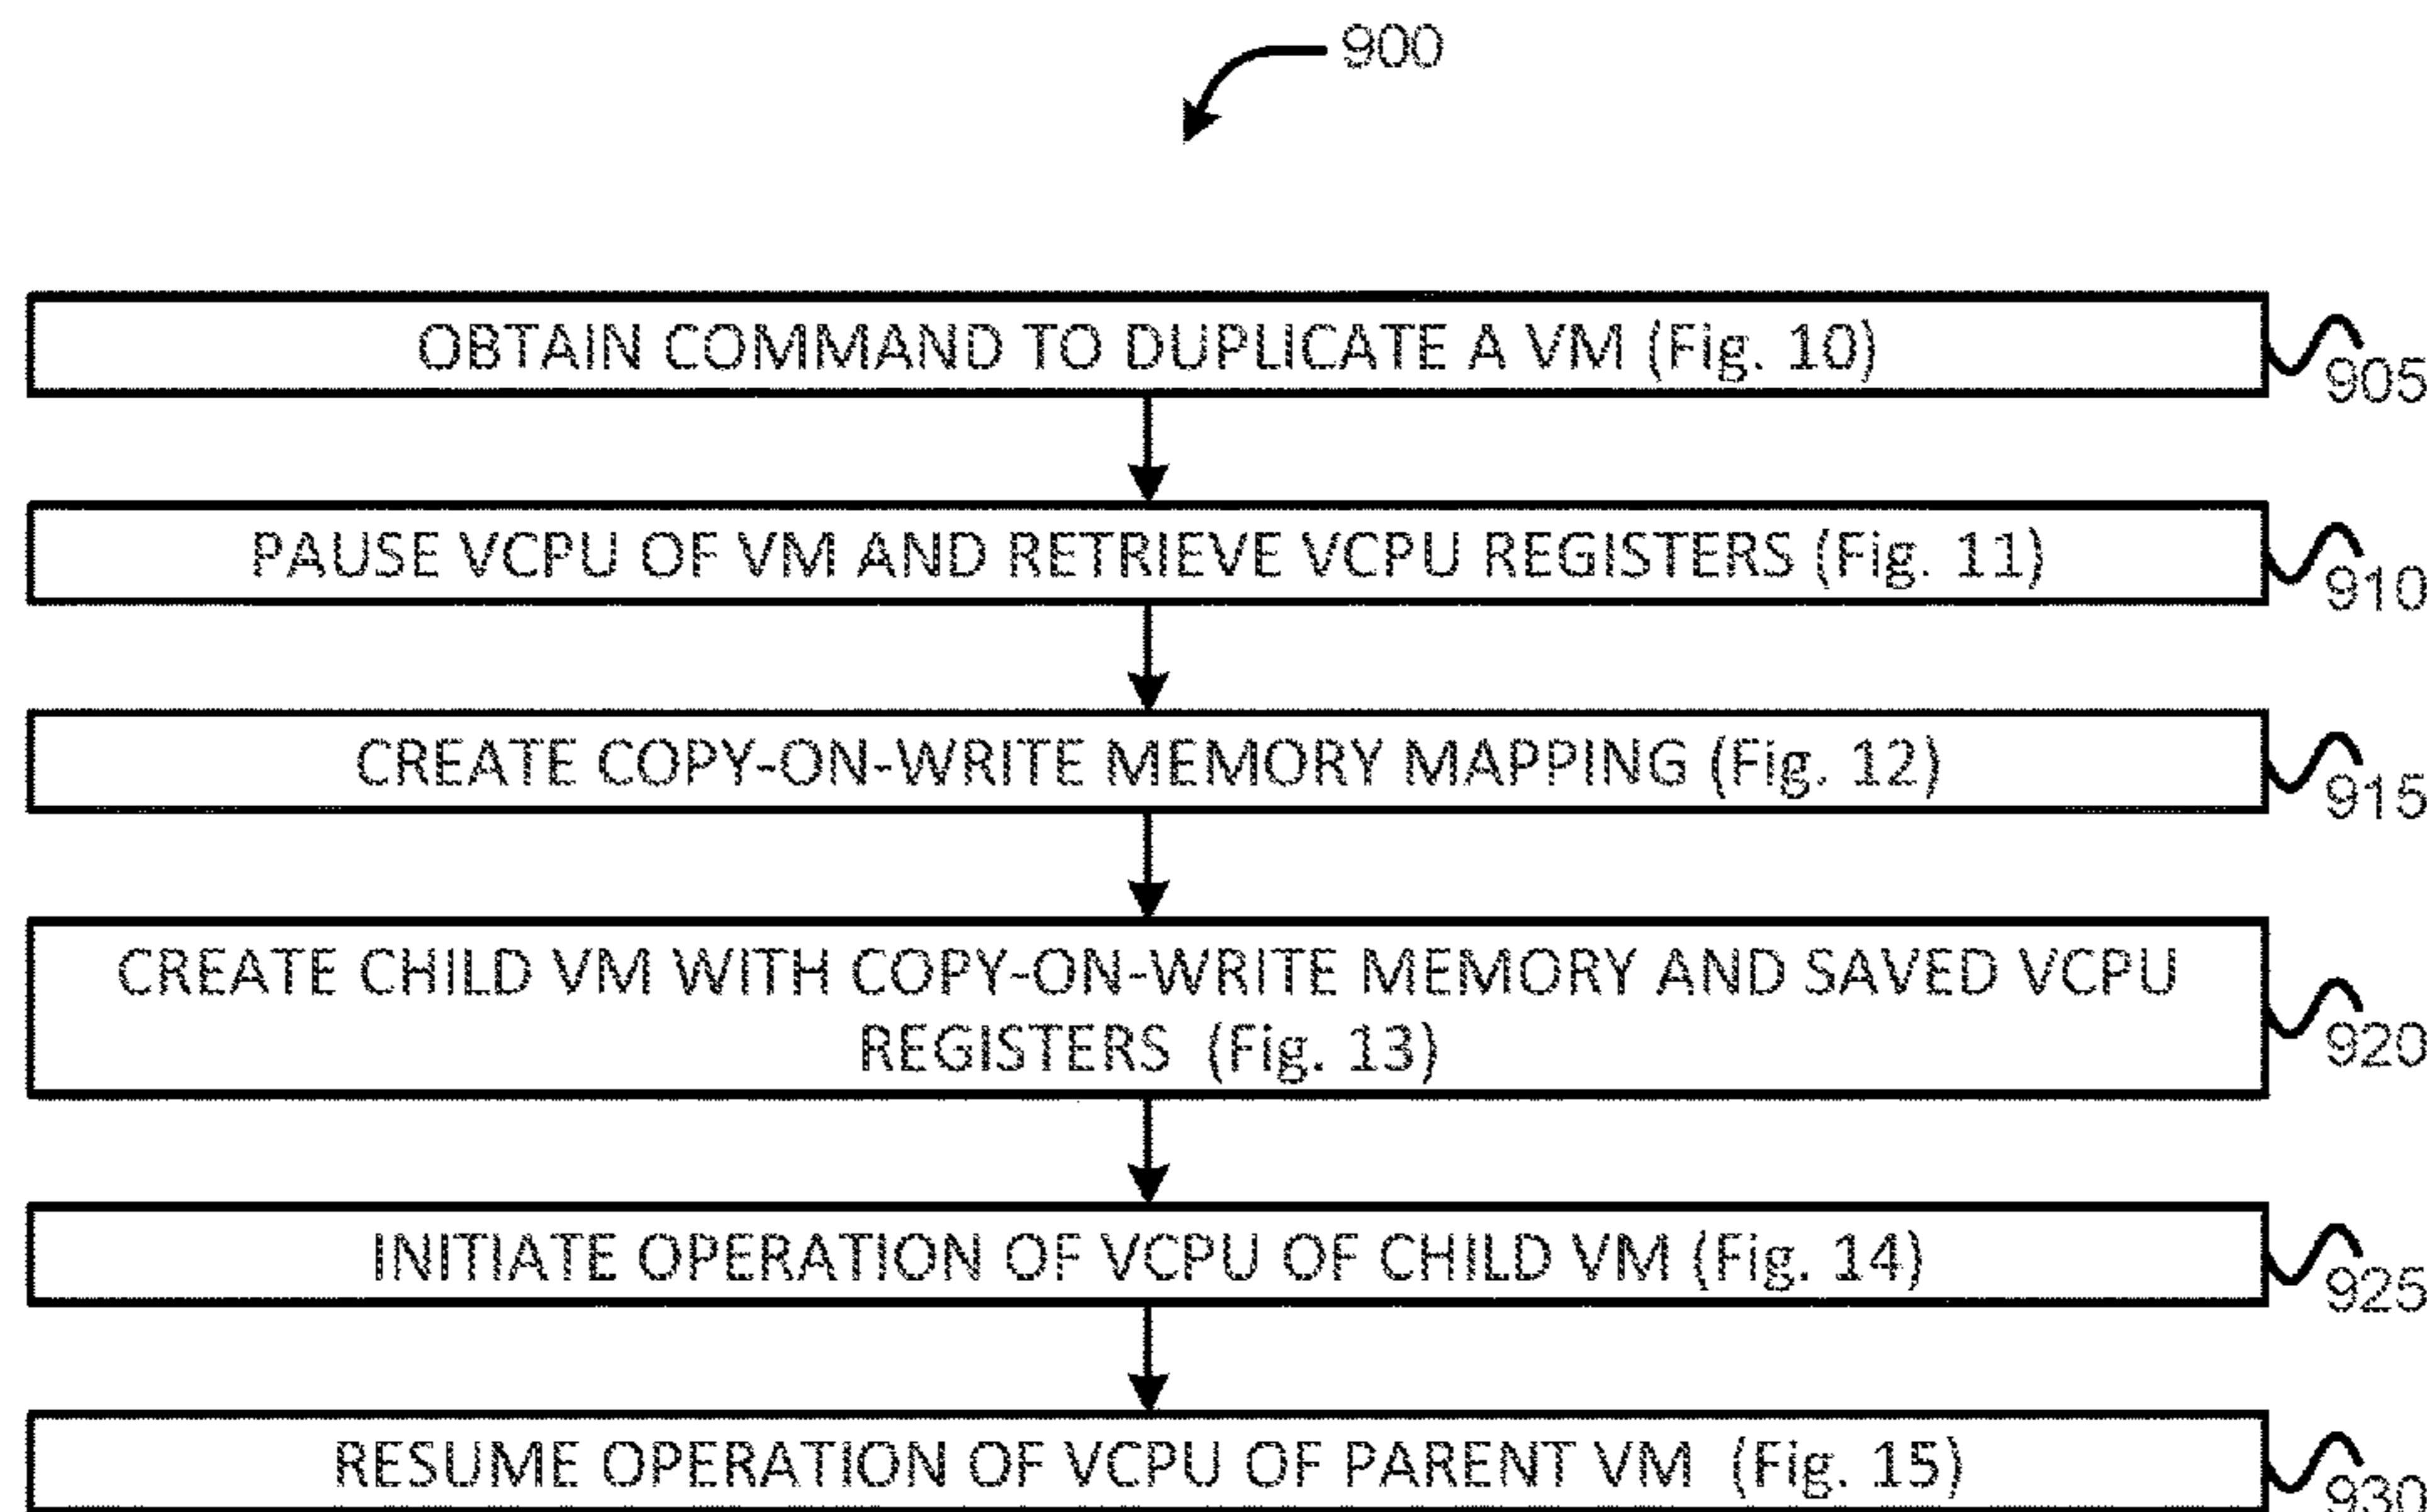 900
OBTAIN COMMAND TO DUPLICATE A VM (Fig. 10)
905
PAUSE VCPU OF VM AND RETRIEVE VCPU REGISTERS (Fig. 11)
910
CREATE COPY-ON-WRITE MEMORY MAPPING (Fig. 12)
915
CREATE CHILD VM WITH COPY-ON-WRITE MEMORY AND SAVED VCPU
REGISTERS (Fig. 13)
920
INITIATE OPERATION OF VCPU OF CHILD VM (Fig. 14)
925
RESUME OPERATION OF VCPU OF PARENT VM (Fig. 15)
930